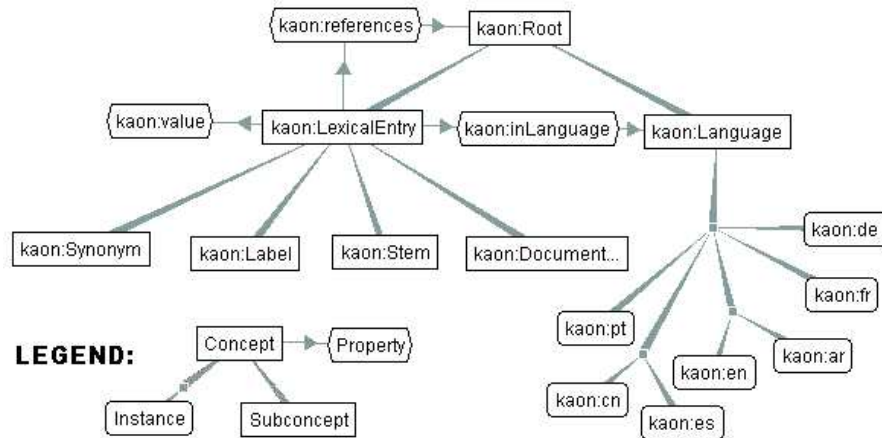 kaon:references
kaon:Root
kaon:value
kaon:LexicalEntry
kaon:inLanguage
kaon:Language
kaon:Synonym
kaon:Label
kaon:Stem
kaon:Document...
kaon:de
kaon:fr
kaon:pt
kaon:ar
kaon:en
kaon:cn
kaon:es
LEGEND:
Concept
Property
Instance
Subconcept